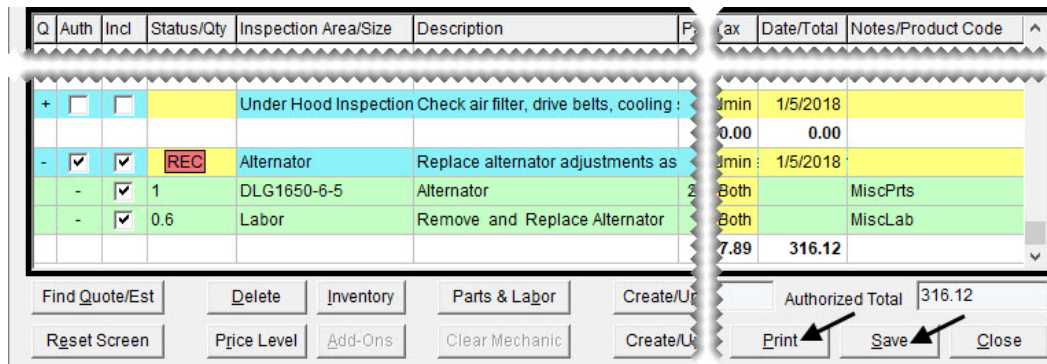 Q Auth Incl Status/Qty Inspection Area/Size Description Tax Date/Total Notes/Product Code
+ Under Hood Inspection Check air filter, drive belts, cooling 1/5/2018
0.00 0.00
- REC Alternator Replace alternator adjustments as 1/5/2018
- 1 DLG1650-6-5 Alternator 2 Both MiscPrts
- 0.6 Labor Remove and Replace Alternator Both MiscLab
7.89 316.12
Find Quote/Est Delete Inventory Parts & Labor Authorized Total 316.12
Reset Screen Price Level Add-Ons Clear Mechanic Print Save Close